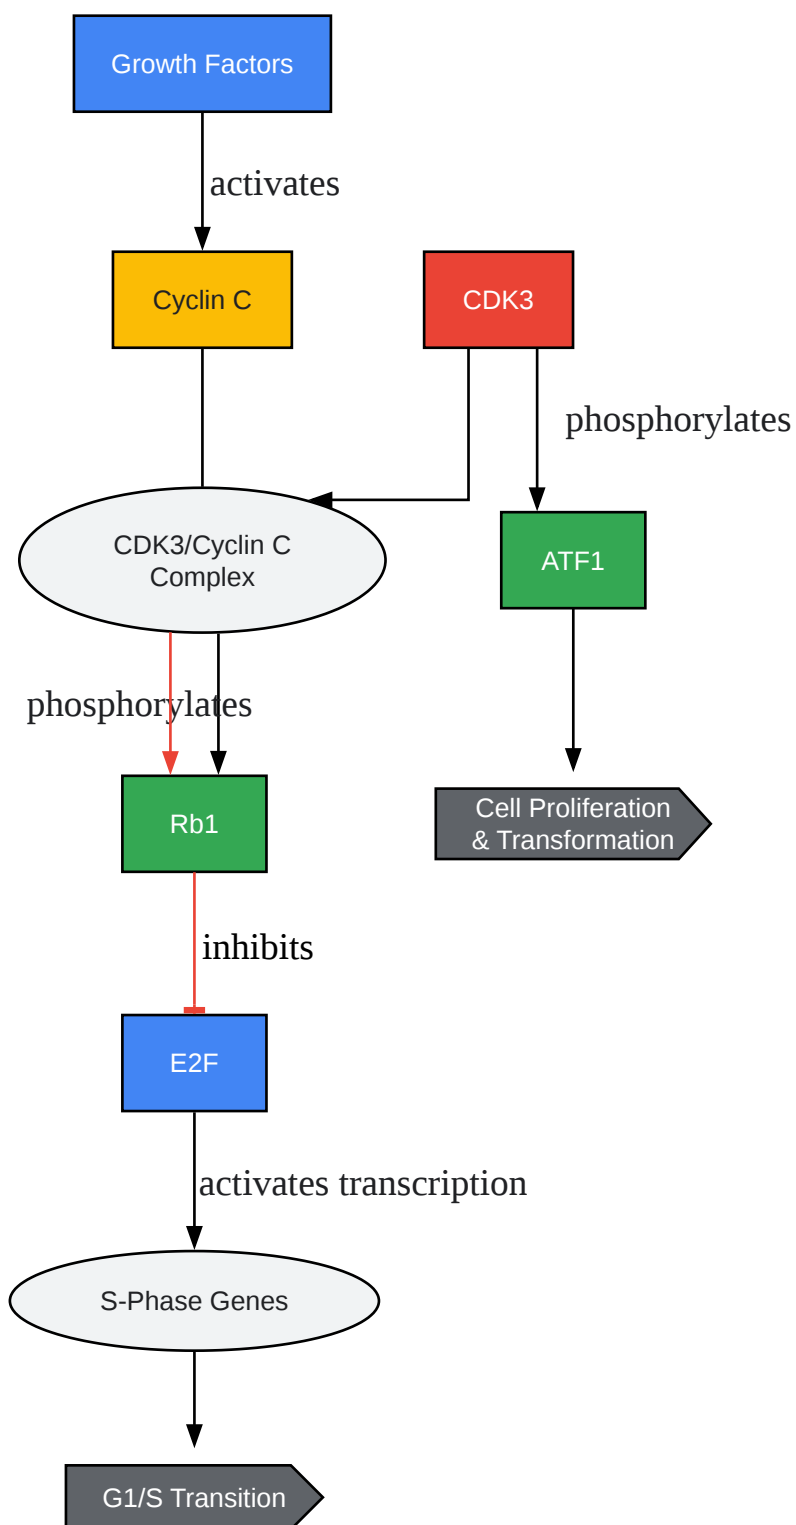 Growth Factors
activates
Cyclin C
CDK3
phosphorylates
CDK3/Cyclin C
Complex
ATF1
phosphorylates
Rb1
Cell Proliferation
& Transformation
inhibits
E2F
activates transcription
S-Phase Genes
G1/S Transition